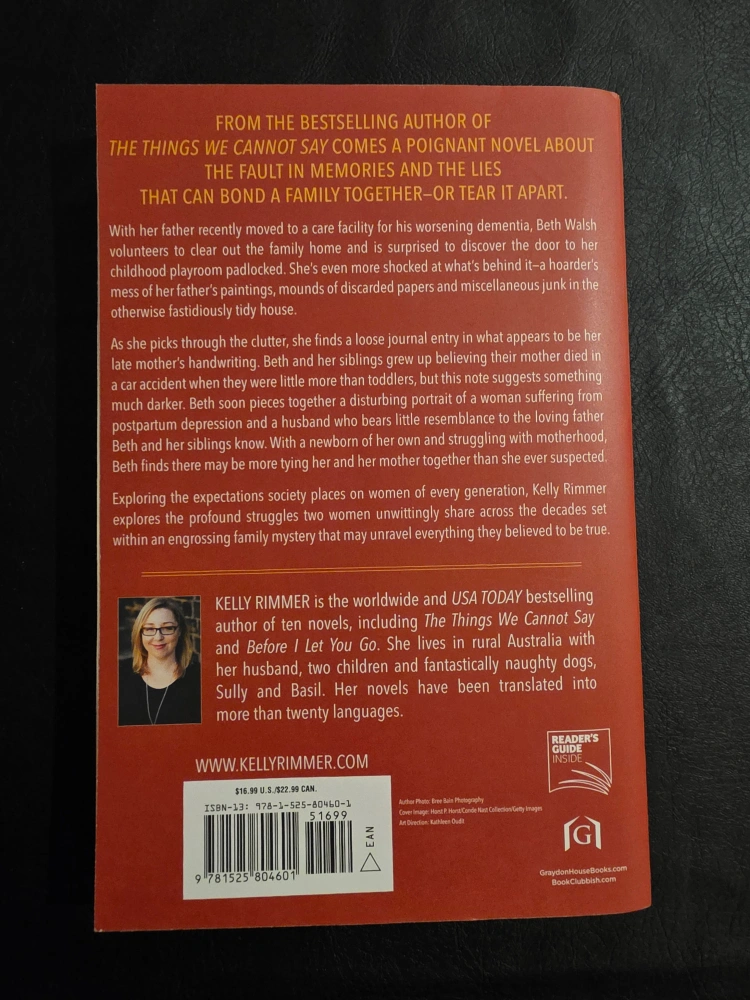 FROM THE BESTSELLING AUTHOR OF
THE THINGS WE CANNOT SAY COMES A POIGNANT NOVEL ABOUT
THE FAULT IN MEMORIES AND THE LIES
THAT CAN BOND A FAMILY TOGETHER—OR TEAR IT APART.
With her father recently moved to a care facility for his worsening dementia, Beth Walsh
volunteers to clear out the family home and is surprised to discover the door to her
childhood playroom padlocked. She's even more shocked at what's behind it—a hoarder's
mess of her father's paintings, mounds of discarded papers and miscellaneous junk in the
otherwise fastidiously tidy house.
As she picks through the clutter, she finds a loose journal entry in what appears to be her
late mother's handwriting. Beth and her siblings grew up believing their mother died in
a car accident when they were little more than toddlers, but this note suggests something
much darker. Beth soon pieces together a disturbing portrait of a woman suffering from
postpartum depression and a husband who bears little resemblance to the loving father
Beth and her siblings know. With a newborn of her own and struggling with motherhood,
Beth finds there may be more tying her and her mother together than she ever suspected.
Exploring the expectations society places on women of every generation, Kelly Rimmer
explores the profound struggles two women unwittingly share across the decades set
within an engrossing family mystery that may unravel everything they believed to be true.
KELLY RIMMER is the worldwide and USA TODAY bestselling
author of ten novels, including The Things We Cannot Say
and Before I Let You Go. She lives in rural Australia with
her husband, two children and fantastically naughty dogs,
Sully and Basil. Her novels have been translated into
more than twenty languages.
WWW.KELLYRIMMER.COM
READER'S
GUIDE
INSIDE
$16.99 U.S./$22.99 CAN.
ISBN-13: 978-1-525-80460-1
51699
EAN
9 781525 804601
Author Photo: Bree Bain Photography
Cover Image: Horst P. Horst/Conde Nast Collection/Getty Images
Art Direction: Kathleen Oudit
G
GraydonHouseBooks.com
BookClubbish.com